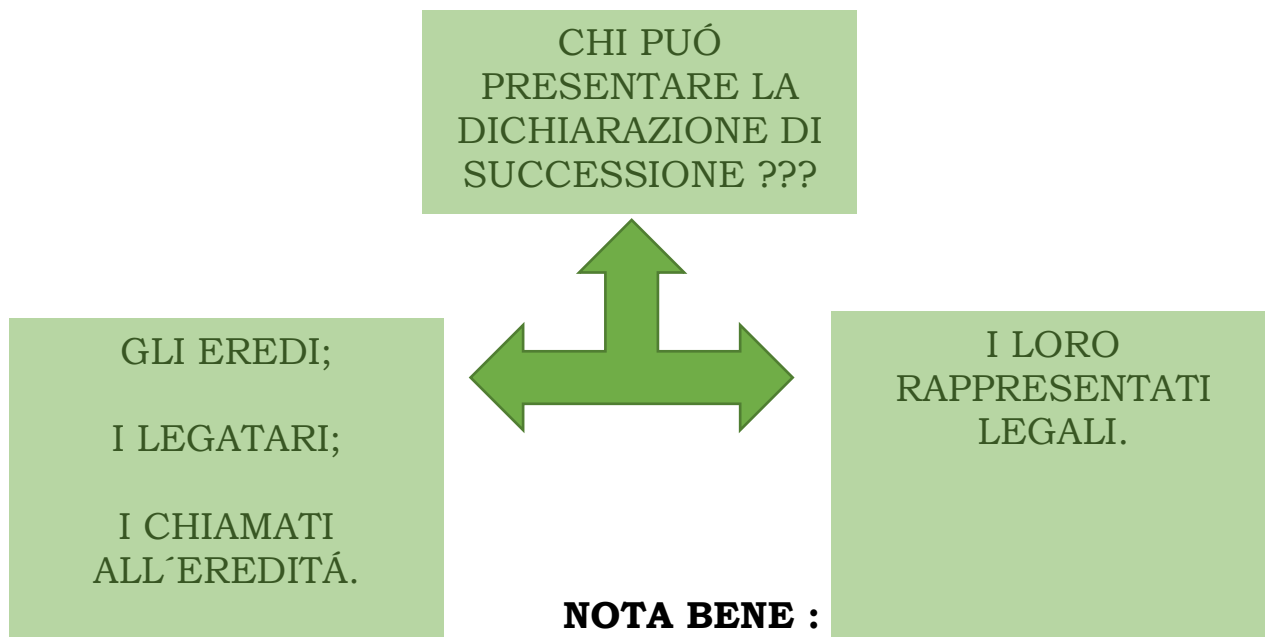 CHI PUÓ
PRESENTARE LA
DICHIARAZIONE DI
SUCCESSIONE ???
GLI EREDI;
I LEGATARI;
I CHIAMATI
ALL´EREDITÁ.
I LORO
RAPPRESENTATI
LEGALI.
NOTA BENE :